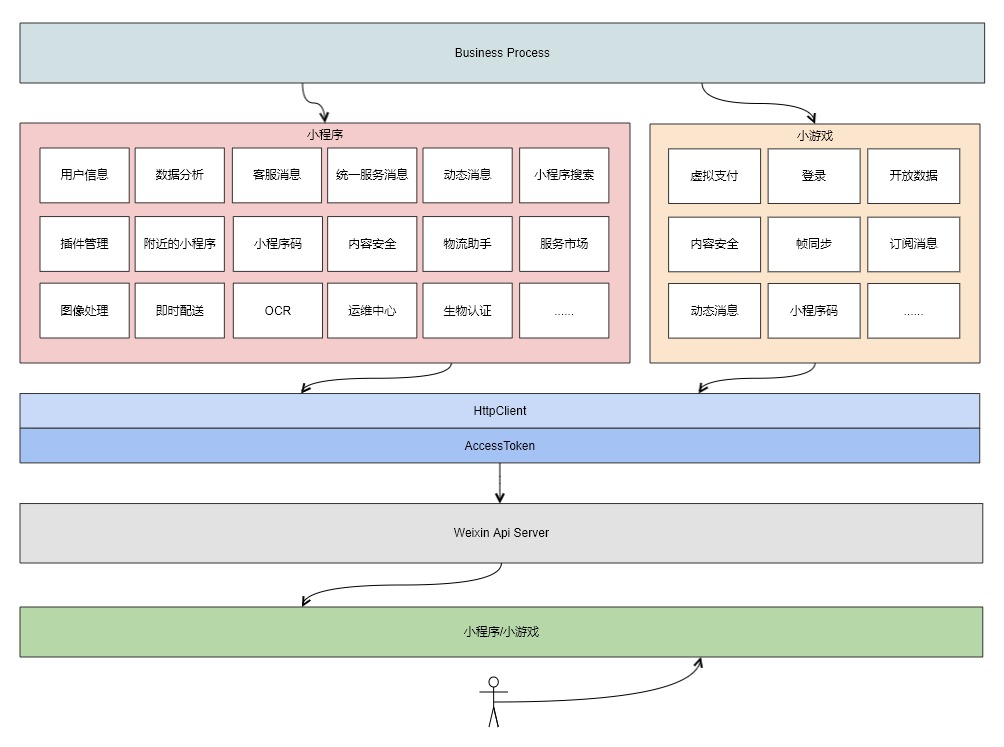 Business Process
小程序
用户信息
数据分析
客服消息
统一服务消息
动态消息
小程序搜索
插件管理
附近的小程序
小程序码
内容安全
物流助手
服务市场
图像处理
即时配送
OCR
运维中心
生物认证
......
小游戏
虚拟支付
登录
开放数据
内容安全
帧同步
订阅消息
动态消息
小程序码
......
HttpClient
AccessToken
Weixin Api Server
小程序/小游戏